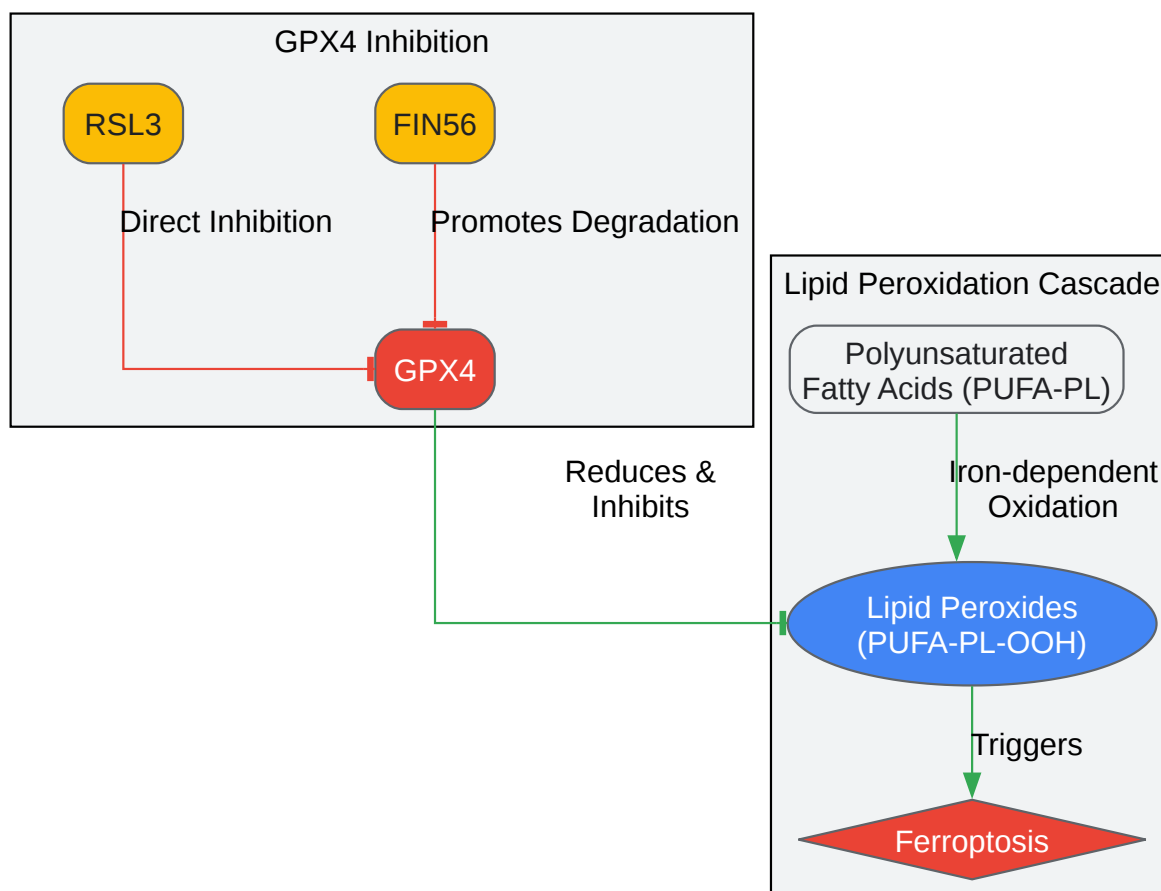 GPX4 Inhibition
RSL3
FIN56
Direct Inhibition
Promotes Degradation
GPX4
Reduces &
Inhibits
Lipid Peroxidation Cascade
Polyunsaturated
Fatty Acids (PUFA-PL)
Iron-dependent
Oxidation
Lipid Peroxides
(PUFA-PL-OOH)
Triggers
Ferroptosis